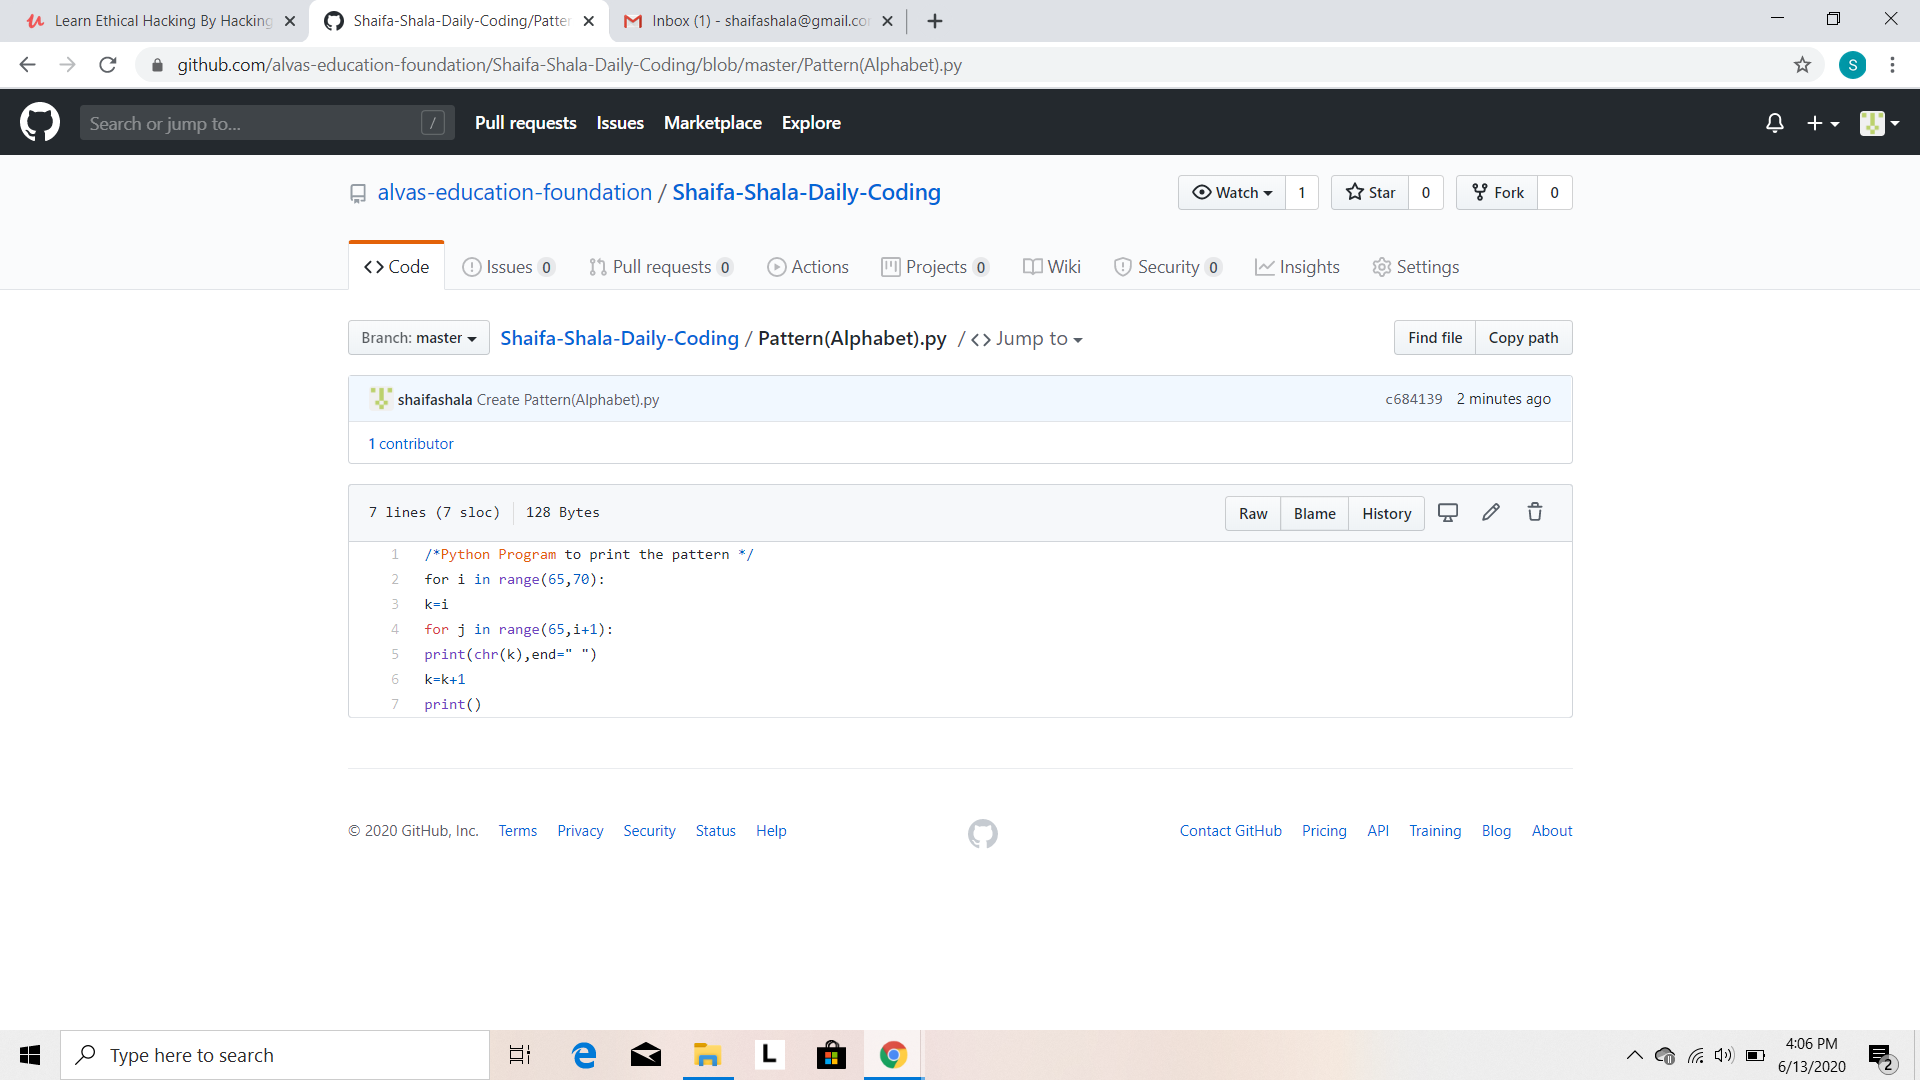 Learn Ethical Hacking By Hacking
Shaifa-Shala-Daily-Coding/Patter
Inbox (1) - shaifashala@gmail.co
github.com/alvas-education-foundation/Shaifa-Shala-Daily-Coding/blob/master/Pattern(Alphabet).py
S
Search or jump to... /
Pull requests Issues Marketplace Explore
alvas-education-foundation / Shaifa-Shala-Daily-Coding
Watch 1 Star 0 Fork 0
Code Issues 0 Pull requests 0 Actions Projects 0 Wiki Security 0 Insights Settings
Branch: master Shaifa-Shala-Daily-Coding / Pattern(Alphabet).py / Jump to Find file Copy path
shaifashala Create Pattern(Alphabet).py c684139 2 minutes ago
1 contributor
7 lines (7 sloc) 128 Bytes Raw Blame History
1 /*Python Program to print the pattern */
2 for i in range(65,70):
3 k=i
4 for j in range(65,i+1):
5 print(chr(k),end=" ")
6 k=k+1
7 print()
© 2020 GitHub, Inc. Terms Privacy Security Status Help Contact GitHub Pricing API Training Blog About
Type here to search
L
4:06 PM
6/13/2020
2